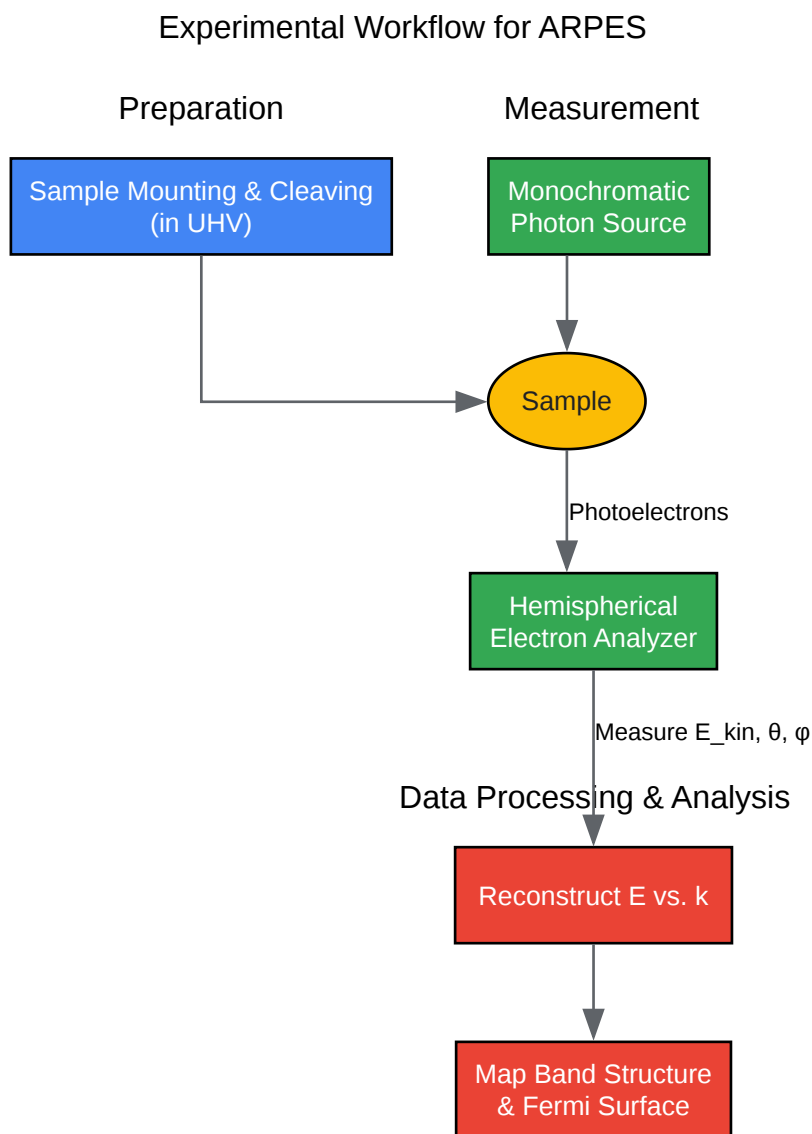 Experimental Workflow for ARPES
Preparation
Measurement
Sample Mounting & Cleaving
(in UHV)
Monochromatic
Photon Source
Sample
Photoelectrons
Hemispherical
Electron Analyzer
Measure E_kin, θ, φ
Data Processing & Analysis
Reconstruct E vs. k
Map Band Structure
& Fermi Surface